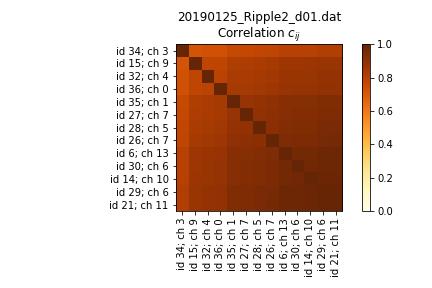 20190125_Ripple2_d01.dat
Correlation c_ij
id 34; ch 3
id 15; ch 9
id 32; ch 4
id 36; ch 0
id 35; ch 1
id 27; ch 7
id 28; ch 5
id 26; ch 7
id 6; ch 13
id 30; ch 6
id 14; ch 10
id 29; ch 6
id 21; ch 11
1.0
0.8
0.6
0.4
0.2
0.0
id 34; ch 3
id 15; ch 9
id 32; ch 4
id 36; ch 0
id 35; ch 1
id 27; ch 7
id 28; ch 5
id 26; ch 7
id 6; ch 13
id 30; ch 6
id 14; ch 10
id 29; ch 6
id 21; ch 11